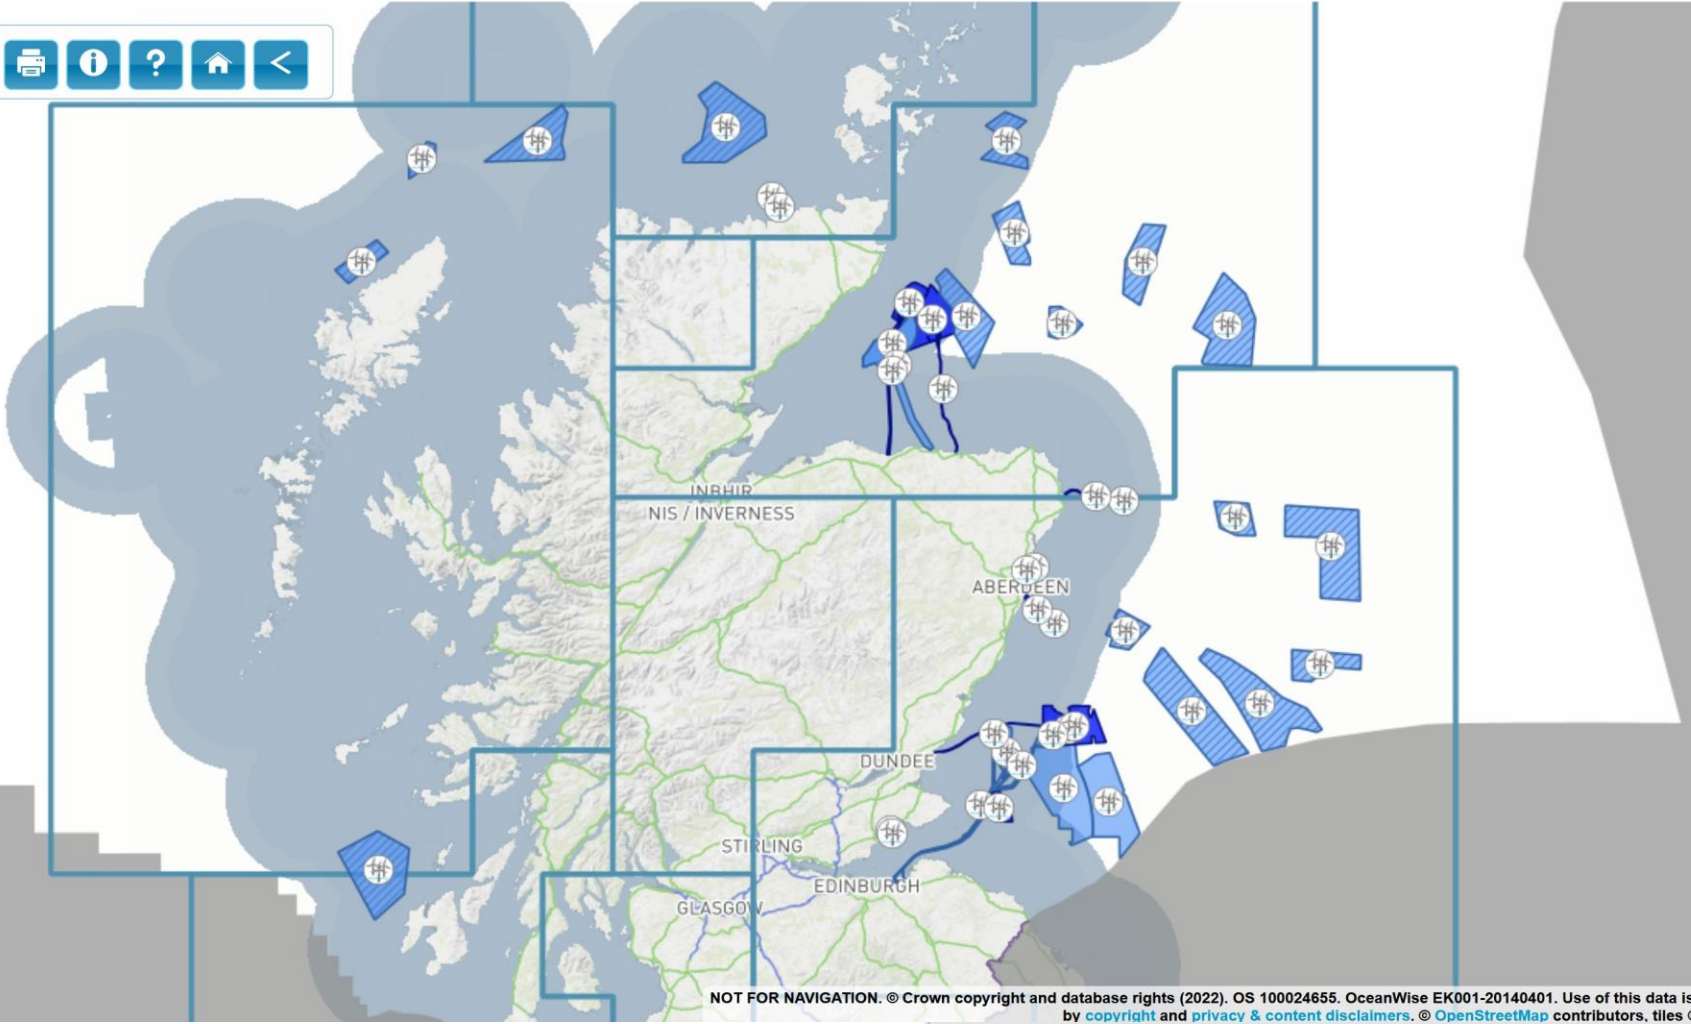 ?
INBHIR
NIS / INVERNESS
ABERDEEN
DUNDEE
STIRLING
EDINBURGH
GLASGOW
NOT FOR NAVIGATION. © Crown copyright and database rights (2022). OS 100024655. OceanWise EK001-20140401. Use of this data is
by copyright and privacy & content disclaimers. © OpenStreetMap contributors, tiles